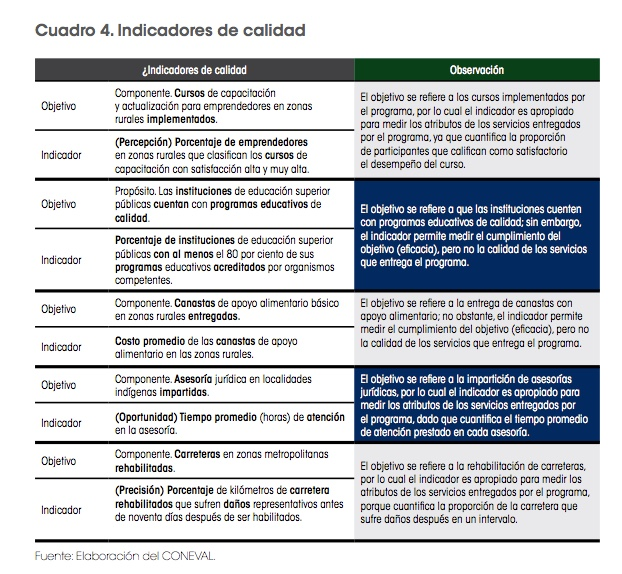 Cuadro 4. Indicadores de calidad
¿Indicadores de calidad
Observación
Objetivo
Componente. Cursos de capacitación
y actualización para emprendedores en zonas
rurales implementados.
Indicador
(Percepción) Porcentaje de emprendedores
en zonas rurales que clasifican los cursos de
capacitación con satisfacción alta y muy alta.
El objetivo se refiere a los cursos implementados por
el programa, por lo cual el indicador es apropiado
para medir los atributos de los servicios entregados
por el programa, ya que cuantifica la proporción
de participantes que califican como satisfactorio
el desempeño del curso.
Objetivo
Propósito. Las instituciones de educación superior
públicas cuentan con programas educativos de
calidad.
Indicador
Porcentaje de instituciones de educación superior
públicas con al menos el 80 por ciento de sus
programas educativos acreditados por organismos
competentes.
El objetivo se refiere a que las instituciones cuenten
con programas educativos de calidad; sin embargo,
el indicador permite medir el cumplimiento del
objetivo (eficacia), pero no la calidad de los servicios
que entrega el programa.
Objetivo
Componente. Canastas de apoyo alimentario básico
en zonas rurales entregadas.
Indicador
Costo promedio de las canastas de apoyo
alimentario en las zonas rurales.
El objetivo se refiere a la entrega de canastas con
apoyo alimentario; no obstante, el indicador permite
medir el cumplimiento del objetivo (eficacia), pero no
la calidad de los servicios que entrega el programa.
Objetivo
Componente. Asesoría jurídica en localidades
indígenas impartidas.
Indicador
(Oportunidad) Tiempo promedio (horas) de atención
en la asesoría.
El objetivo se refiere a la impartición de asesorías
jurídicas, por lo cual el indicador es apropiado para
medir los atributos de los servicios entregados por
el programa, dado que cuantifica el tiempo promedio
de atención prestado en cada asesoría.
Objetivo
Componente. Carreteras en zonas metropolitanas
rehabilitadas.
Indicador
(Precisión) Porcentaje de kilómetros de carretera
rehabilitados que sufren daños representativos antes
de noventa días después de ser habilitados.
El objetivo se refiere a la rehabilitación de carreteras,
por lo cual el indicador es apropiado para medir los
atributos de los servicios entregados por el programa,
porque cuantifica la proporción de la carretera que
sufre daños después en un intervalo.
Fuente: Elaboración del CONEVAL.